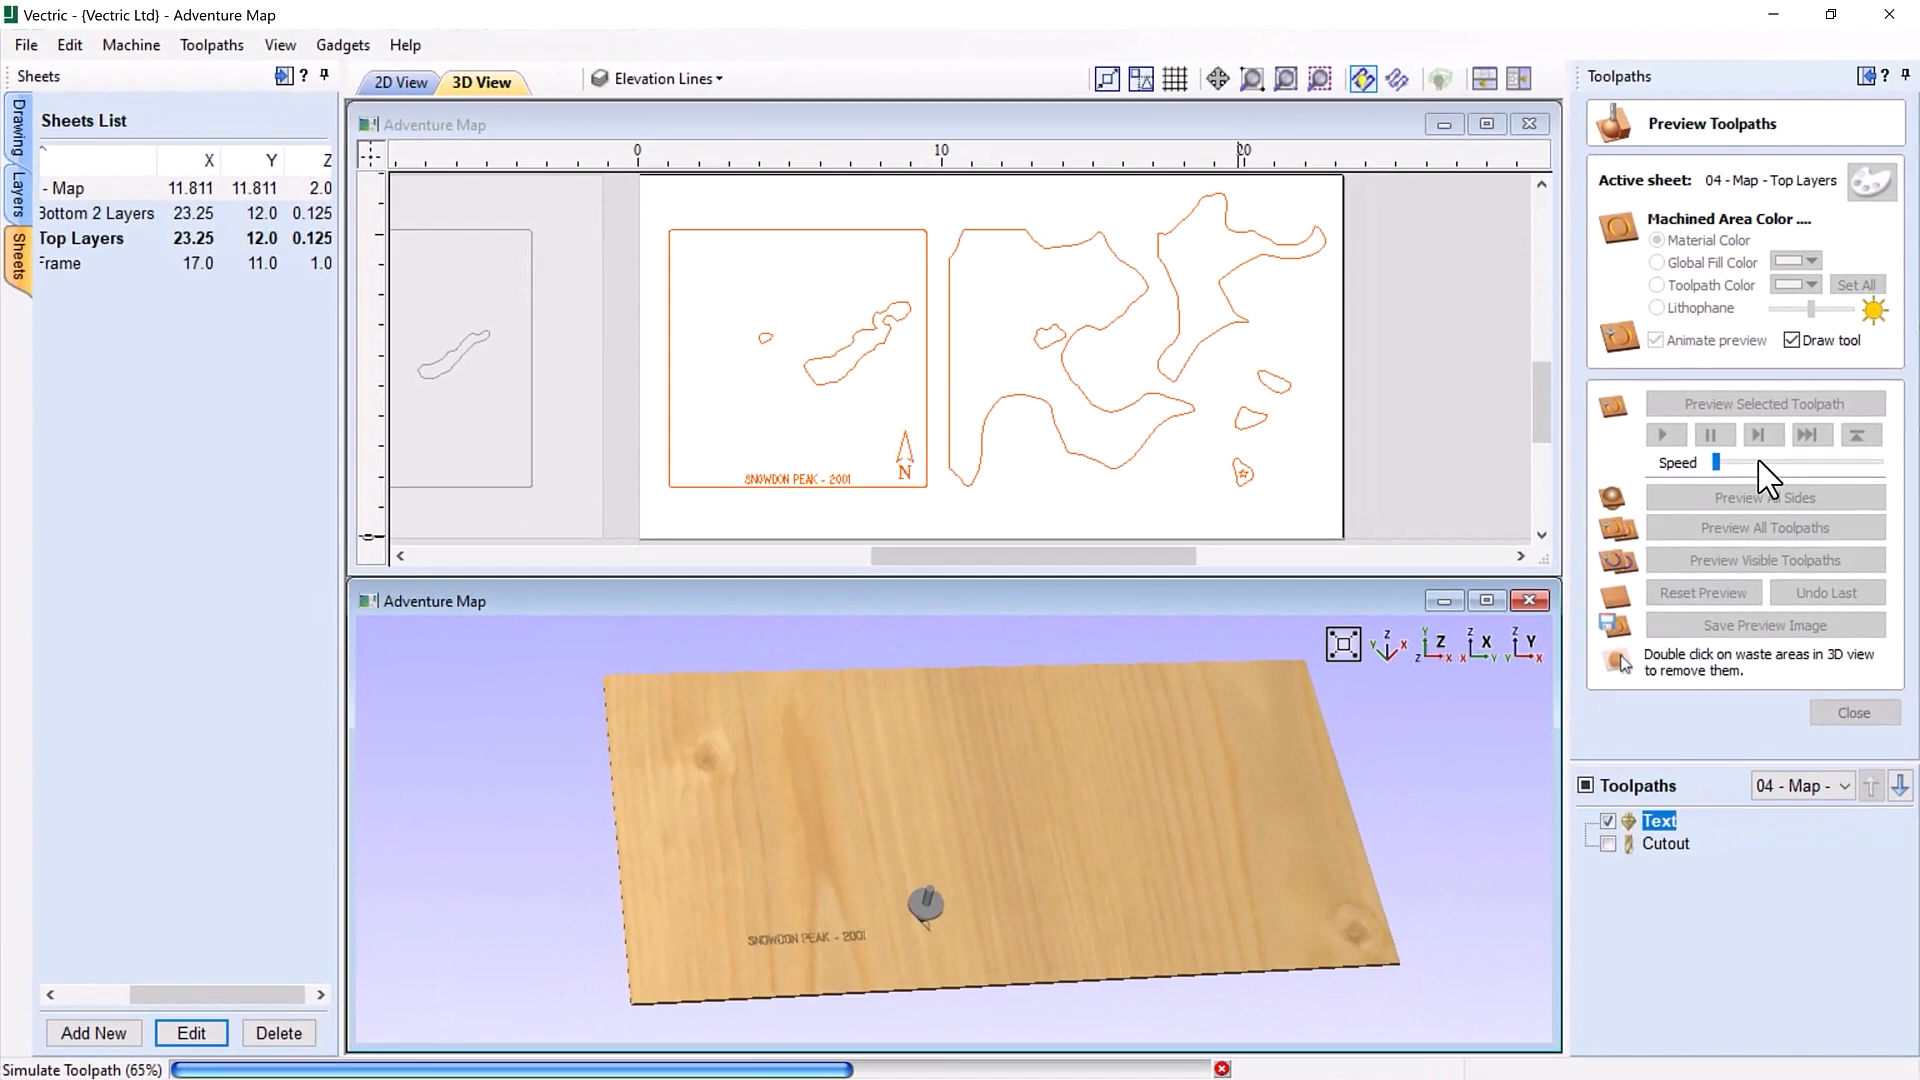 Vectric - {Vectric Ltd} - Adventure Map
File Edit Machine Toolpaths View Gadgets Help
Sheets ?
Drawing
Layers
Sheets
Sheets List
X Y Z
- Map 11.811 11.811 2.0
Bottom 2 Layers 23.25 12.0 0.125
Top Layers 23.25 12.0 0.125
Frame 17.0 11.0 1.0
Add New Edit Delete
2D View 3D View Elevation Lines
Adventure Map
0 10 20
SNOWDON PEAK - 2001
N
Adventure Map
Z Y X
Y Z Z X
Z X X Y
Z Y Y X
SNOWDON PEAK - 2001
Toolpaths ?
Preview Toolpaths
Active sheet: 04 - Map - Top Layers
Machined Area Color ....
Material Color
Global Fill Color
Toolpath Color Set All
Lithophane
Animate preview Draw tool
Preview Selected Toolpath
Speed
Preview All Sides
Preview All Toolpaths
Preview Visible Toolpaths
Reset Preview Undo Last
Save Preview Image
Double click on waste areas in 3D view
to remove them.
Close
Toolpaths 04 - Map -
Text
Cutout
Simulate Toolpath (65%)